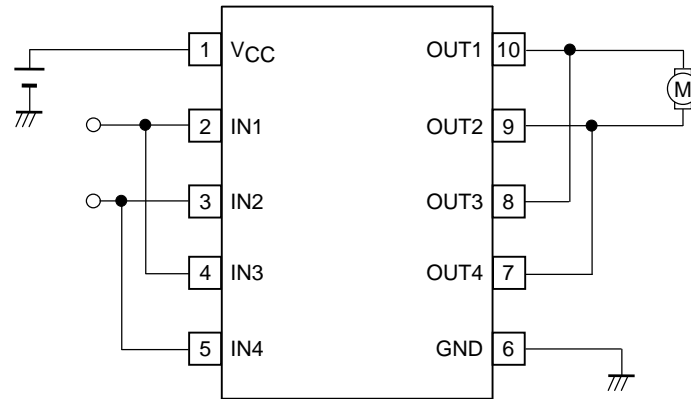 1 VCC OUT1 10
M
2 IN1 OUT2 9
3 IN2 OUT3 8
4 IN3 OUT4 7
5 IN4 GND 6